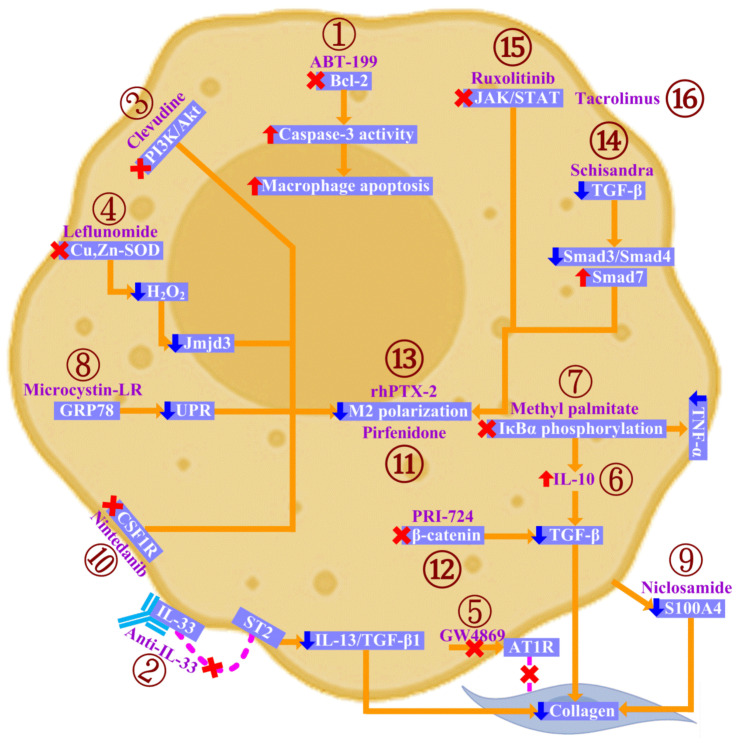 ①
ABT-199
Bcl-2
Caspase-3 activity
Macrophage apoptosis
⑮
Ruxolitinib
JAK/STAT
Tacrolimus ⑯
③
Clevudine
PI3K/Akt
⑭
Schisandra
TGF-β
Smad3/Smad4
Smad7
④
Leflunomide
Cu,Zn-SOD
H₂O₂
Jmjd3
⑧
Microcystin-LR
GRP78
UPR
⑬
rhPTX-2
M2 polarization
Pirfenidone
⑪
⑦
Methyl palmitate
IκBα phosphorylation
TNF-α
IL-10 ⑥
PRI-724
β-catenin
TGF-β
⑫
CSF1R
Nintedanib
⑩
IL-33
Anti-IL-33
②
ST2
IL-13/TGF-β1
⑤
GW4869
AT1R
⑨
Niclosamide
S100A4
Collagen